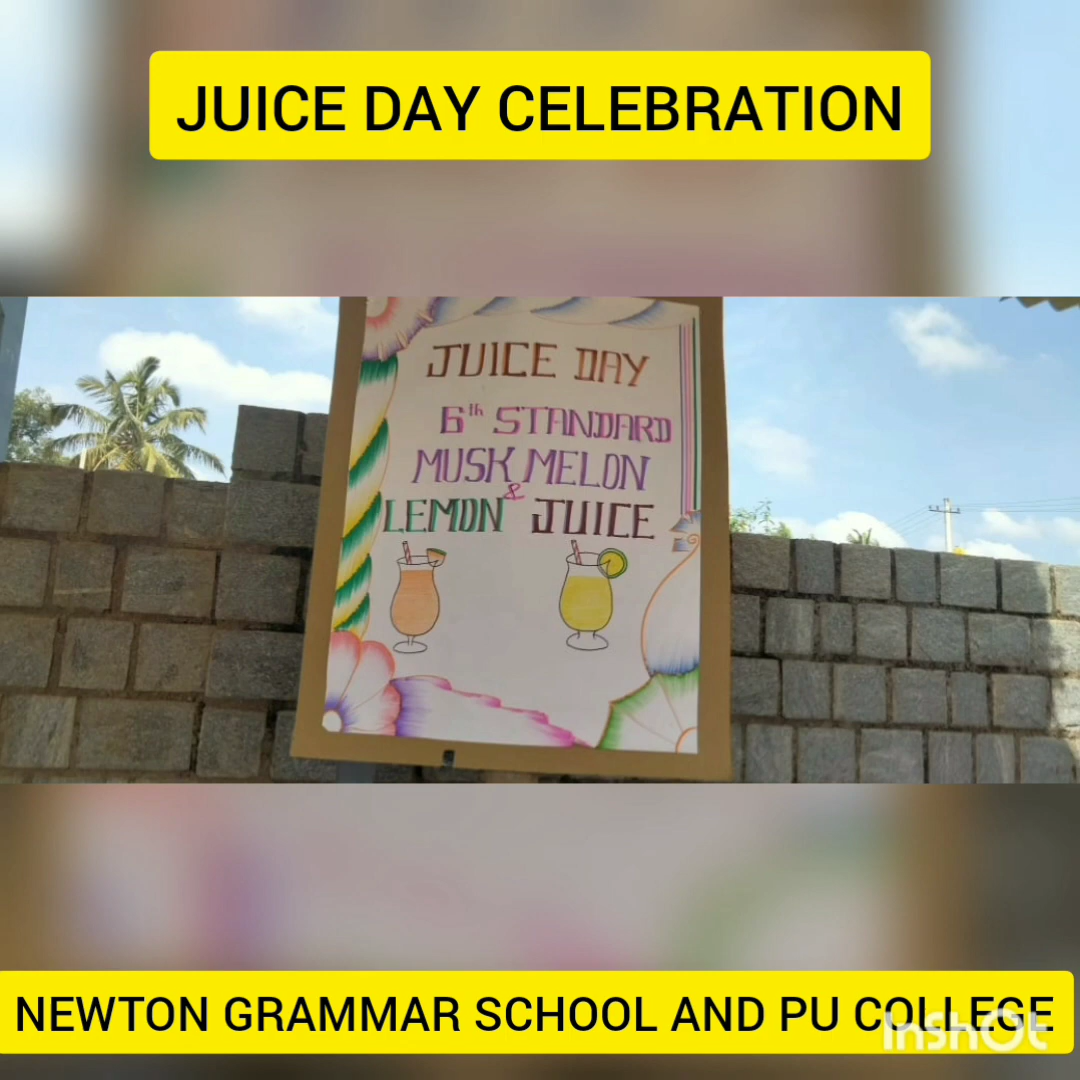 JUICE DAY CELEBRATION
JUICE DAY
6th STANDARD
MUSK MELON
&
LEMON JUICE
NEWTON GRAMMAR SCHOOL AND PU COLLEGE
InshOt